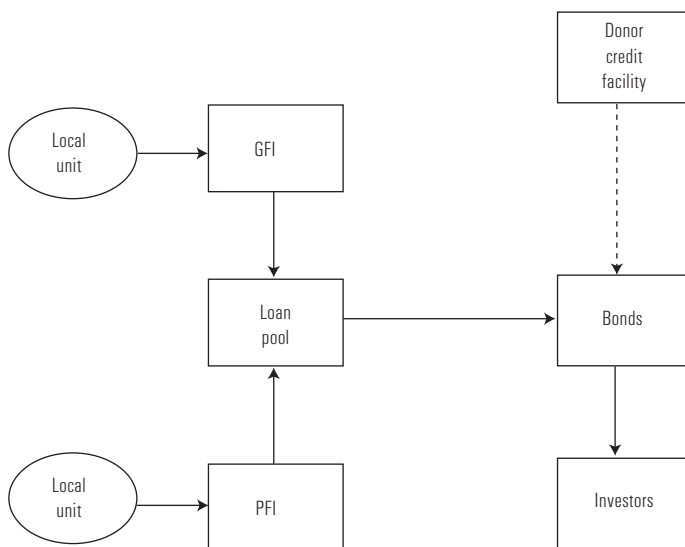 Donor
credit
facility
Local
unit
GFI
Loan
pool
Bonds
Local
unit
PFI
Investors